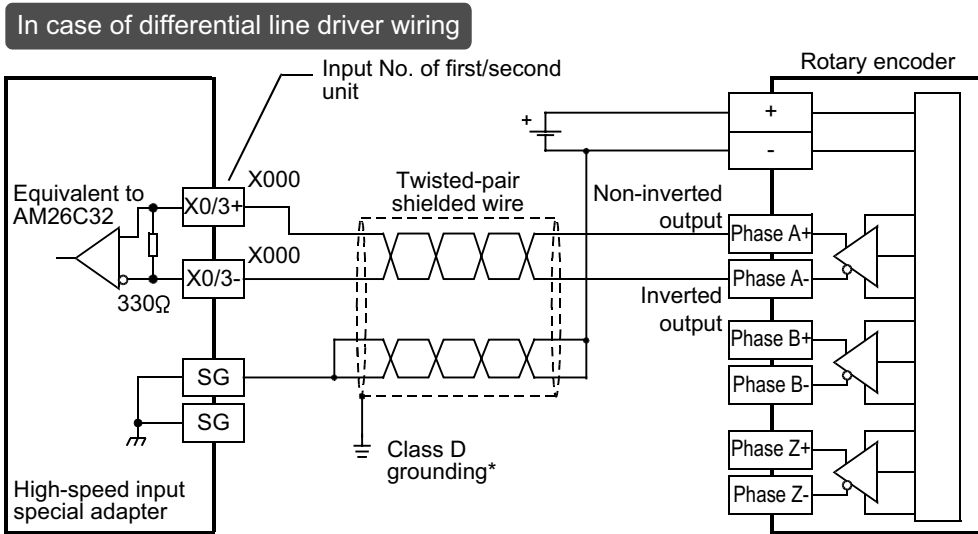 In case of differential line driver wiring
Input No. of first/second
unit
Rotary encoder
+
+
-
Equivalent to
AM26C32
X000
X0/3+
X000
X0/3-
330Ω
Twisted-pair
shielded wire
Non-inverted
output
Phase A+
Phase A-
Inverted
output
Phase B+
Phase B-
SG
SG
Phase Z+
Phase Z-
Class D
grounding*
High-speed input
special adapter